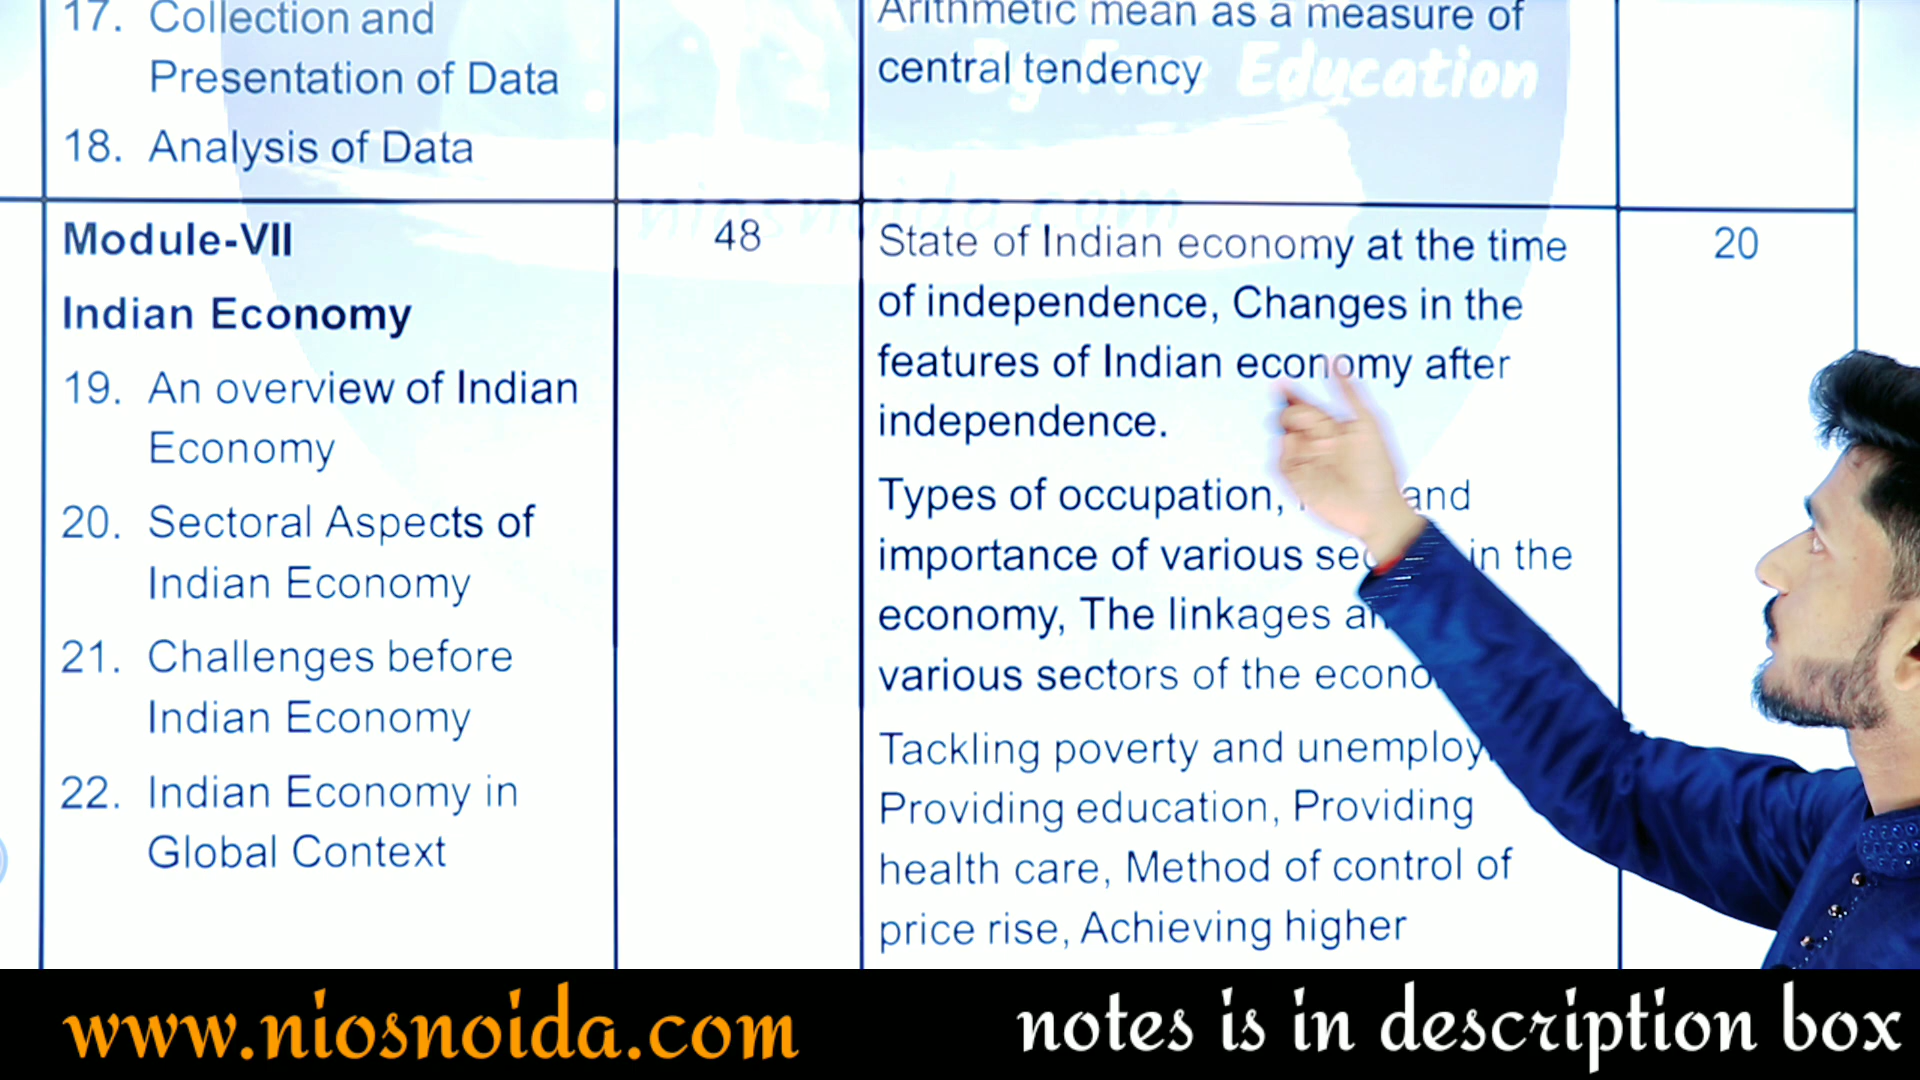 17. Collection and
Presentation of Data
18. Analysis of Data
Arithmetic mean as a measure of
central tendency
By Education
niosnoida.com
Module-VII
Indian Economy
19. An overview of Indian
Economy
20. Sectoral Aspects of
Indian Economy
21. Challenges before
Indian Economy
22. Indian Economy in
Global Context
48
State of Indian economy at the time
of independence, Changes in the
features of Indian economy after
independence.
Types of occupation, and
importance of various in the
economy, The linkages
various sectors of the
Tackling poverty and
Providing education, Providing
health care, Method of control of
price rise, Achieving higher
20
www.niosnoida.com
notes is in description box